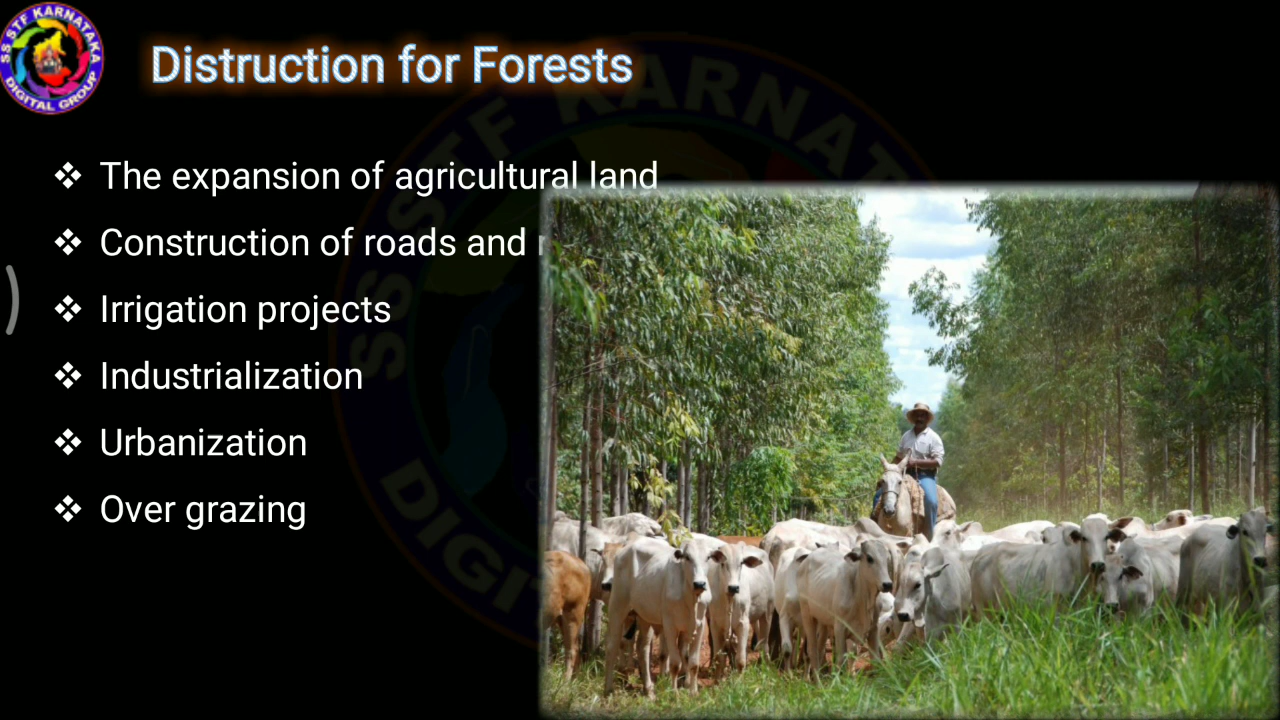 SS STF KARNATAKA
DIGITAL GROUP
Distruction for Forests
❖ The expansion of agricultural land
❖ Construction of roads and
❖ Irrigation projects
❖ Industrialization
❖ Urbanization
❖ Over grazing